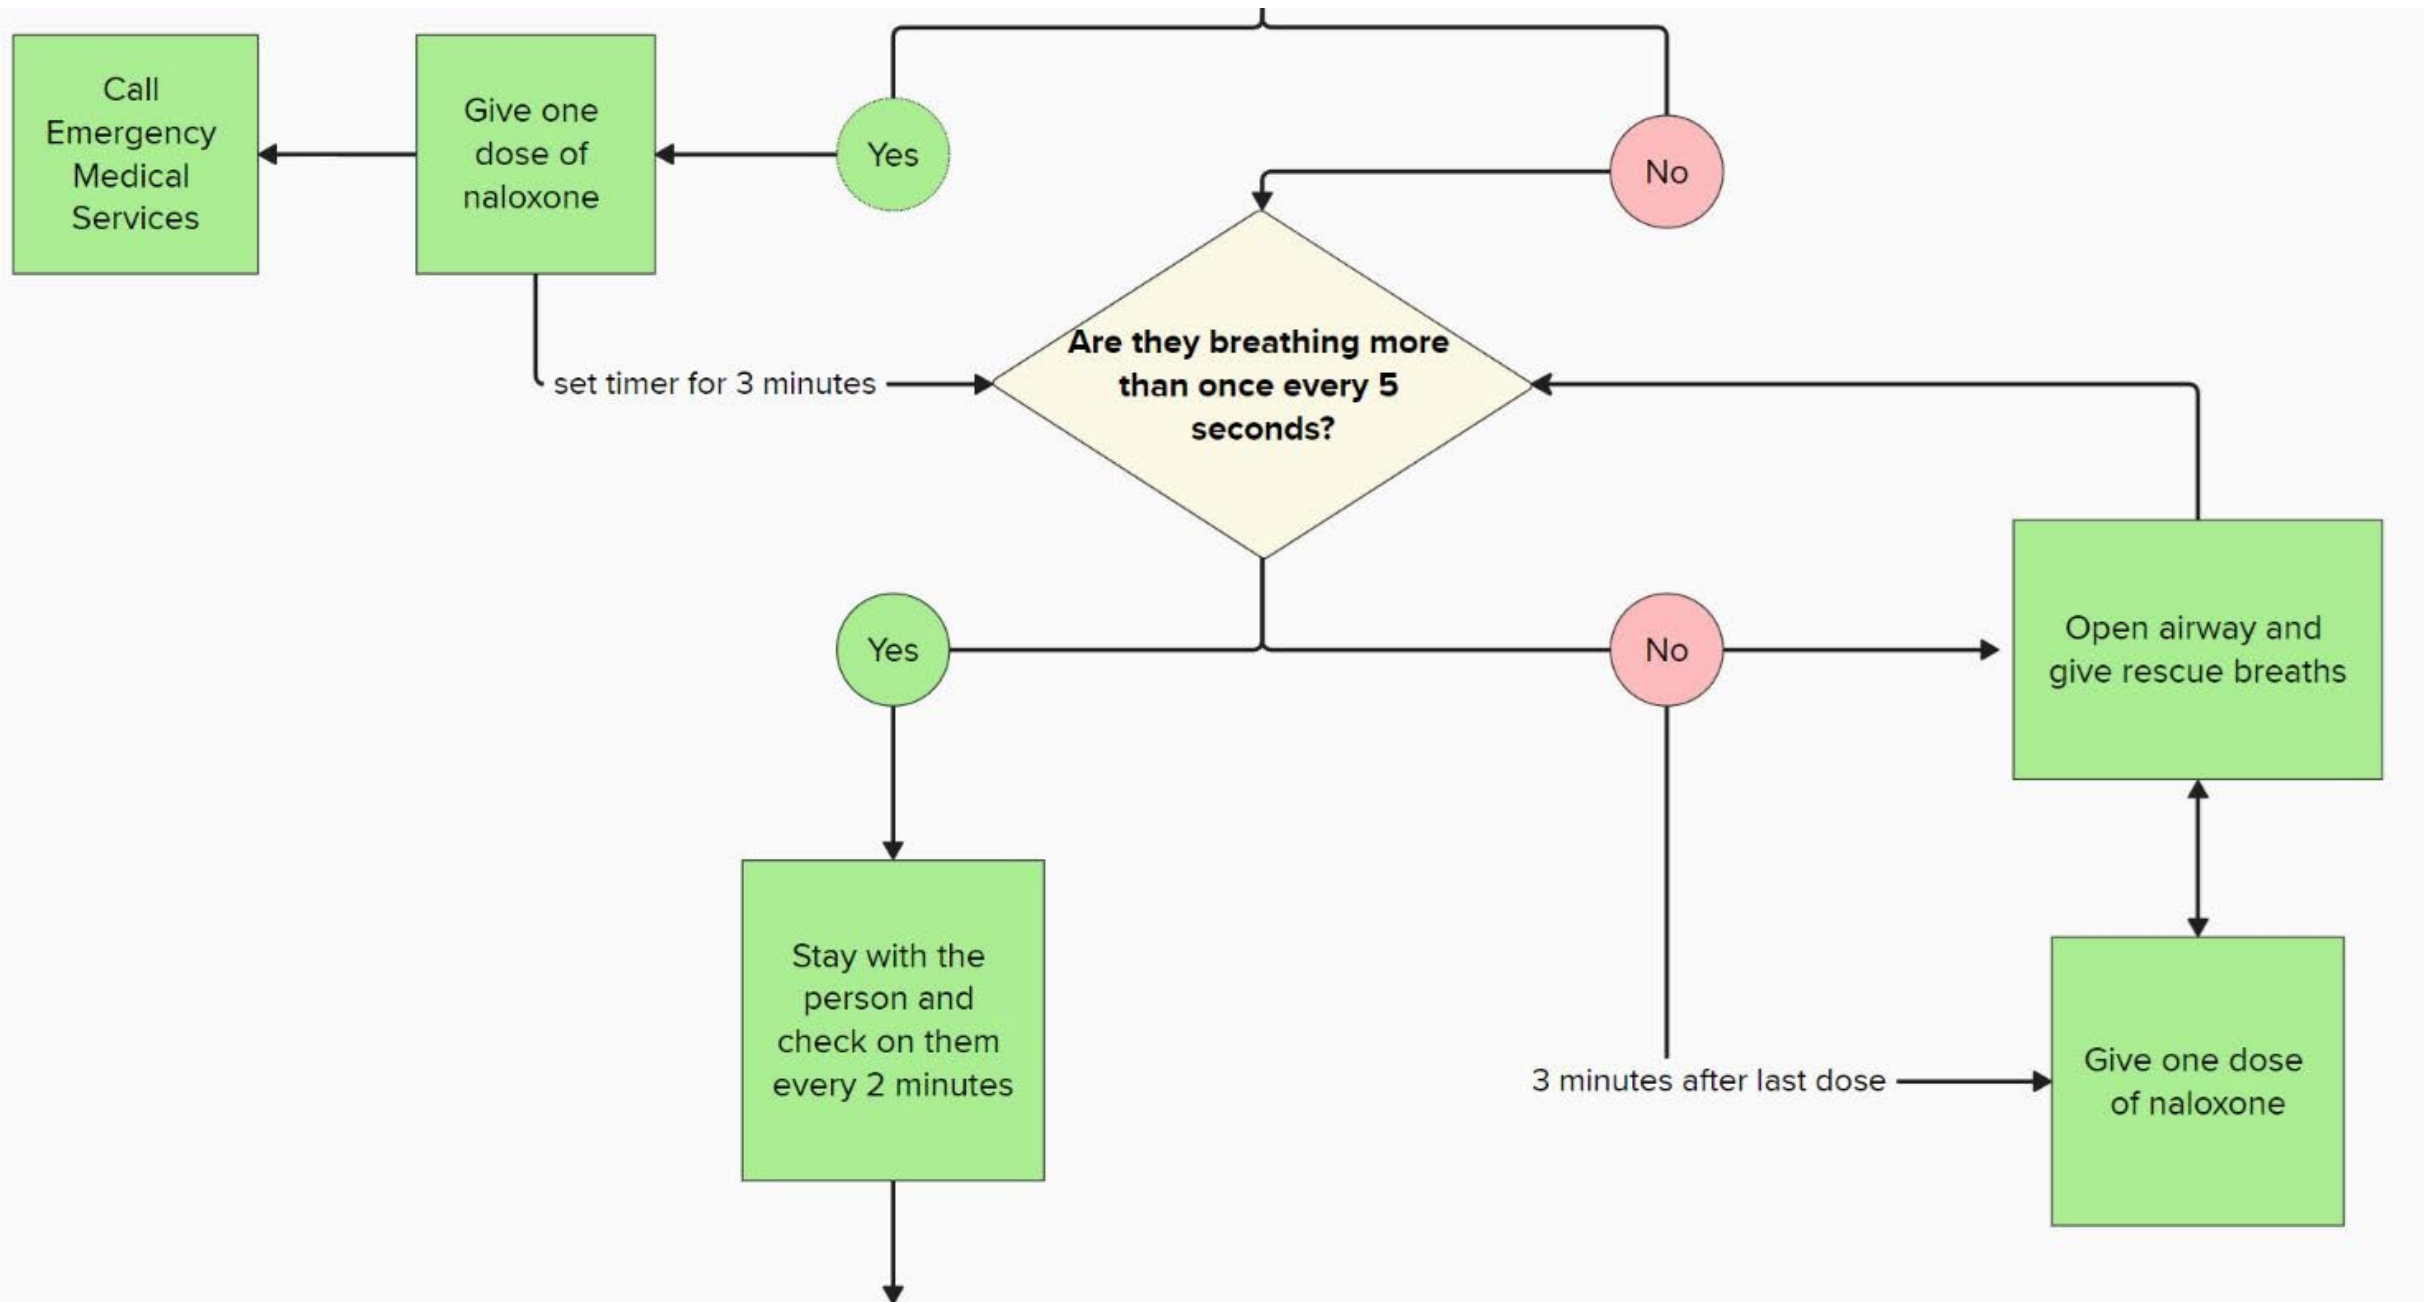 Call
Emergency
Medical
Services
Give one
dose of
naloxone
Yes
No
Are they breathing more
than once every 5
seconds?
set timer for 3 minutes
Yes
No
Open airway and
give rescue breaths
Stay with the
person and
check on them
every 2 minutes
3 minutes after last dose
Give one dose
of naloxone